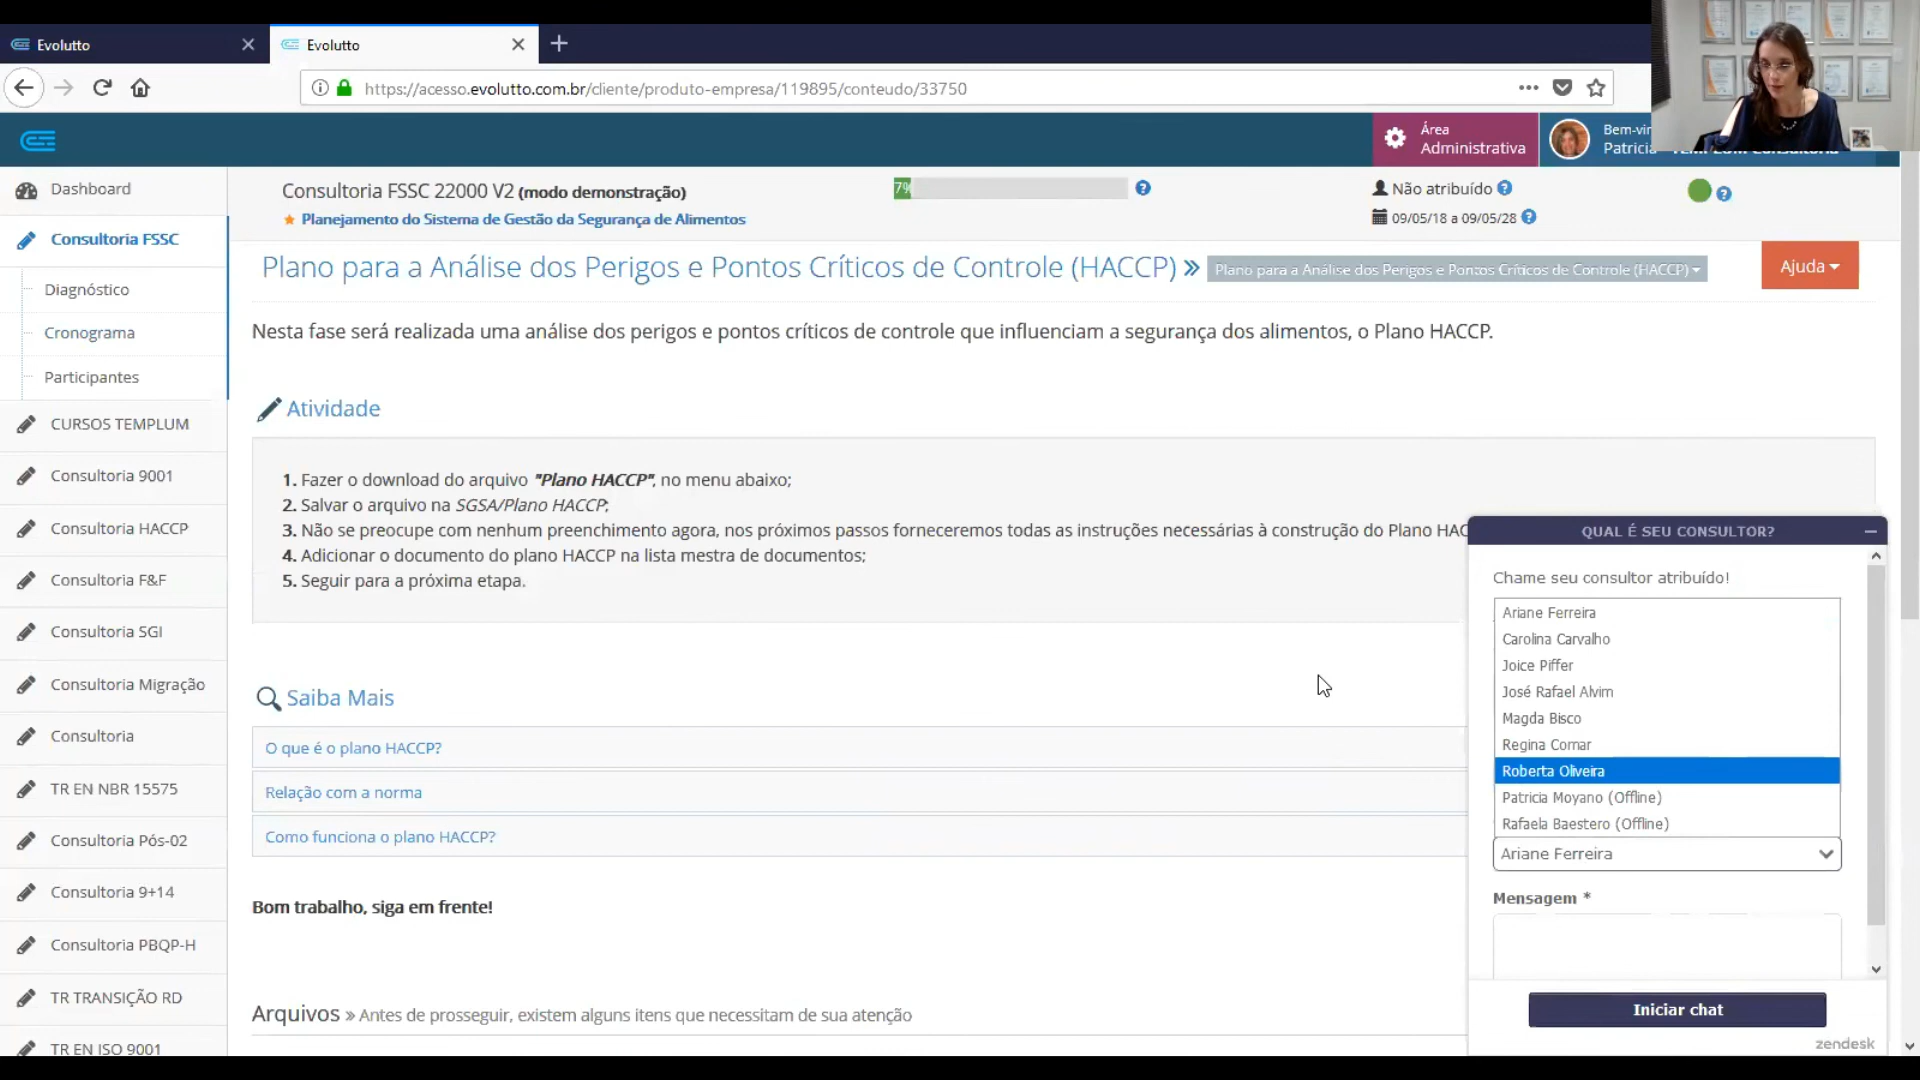 Evolutto
Evolutto
https://acesso.evolutto.com.br/cliente/produto-empresa/119895/conteudo/33750
Área
Administrativa
Patricia
Dashboard
Consultoria FSSC
Diagnóstico
Cronograma
Participantes
CURSOS TEMPLUM
Consultoria 9001
Consultoria HACCP
Consultoria F&F
Consultoria SGI
Consultoria Migração
Consultoria
TR EN NBR 15575
Consultoria Pós-02
Consultoria 9+14
Consultoria PBQP-H
TR TRANSIÇÃO RD
TR EN ISO 9001
Consultoria FSSC 22000 V2 (modo demonstração)
Planejamento do Sistema de Gestão da Segurança de Alimentos
7%
Não atribuído
09/05/18 a 09/05/28
Plano para a Análise dos Perigos e Pontos Críticos de Controle (HACCP) »
Plano para a Análise dos Perigos e Pontos Críticos de Controle (HACCP)
Ajuda
Nesta fase será realizada uma análise dos perigos e pontos críticos de controle que influenciam a segurança dos alimentos, o Plano HACCP.
Atividade
1. Fazer o download do arquivo "Plano HACCP", no menu abaixo;
2. Salvar o arquivo na SGSA/Plano HACCP;
3. Não se preocupe com nenhum preenchimento agora, nos próximos passos forneceremos todas as instruções necessárias à construção do Plano HAC
4. Adicionar o documento do plano HACCP na lista mestra de documentos;
5. Seguir para a próxima etapa.
Saiba Mais
O que é o plano HACCP?
Relação com a norma
Como funciona o plano HACCP?
Bom trabalho, siga em frente!
Arquivos » Antes de prosseguir, existem alguns itens que necessitam de sua atenção
QUAL É SEU CONSULTOR?
Chame seu consultor atribuído!
Ariane Ferreira
Carolina Carvalho
Joice Piffer
José Rafael Alvim
Magda Bisco
Regina Comar
Roberta Oliveira
Patricia Moyano (Offline)
Rafaela Baestero (Offline)
Ariane Ferreira
Mensagem *
Iniciar chat
zendesk